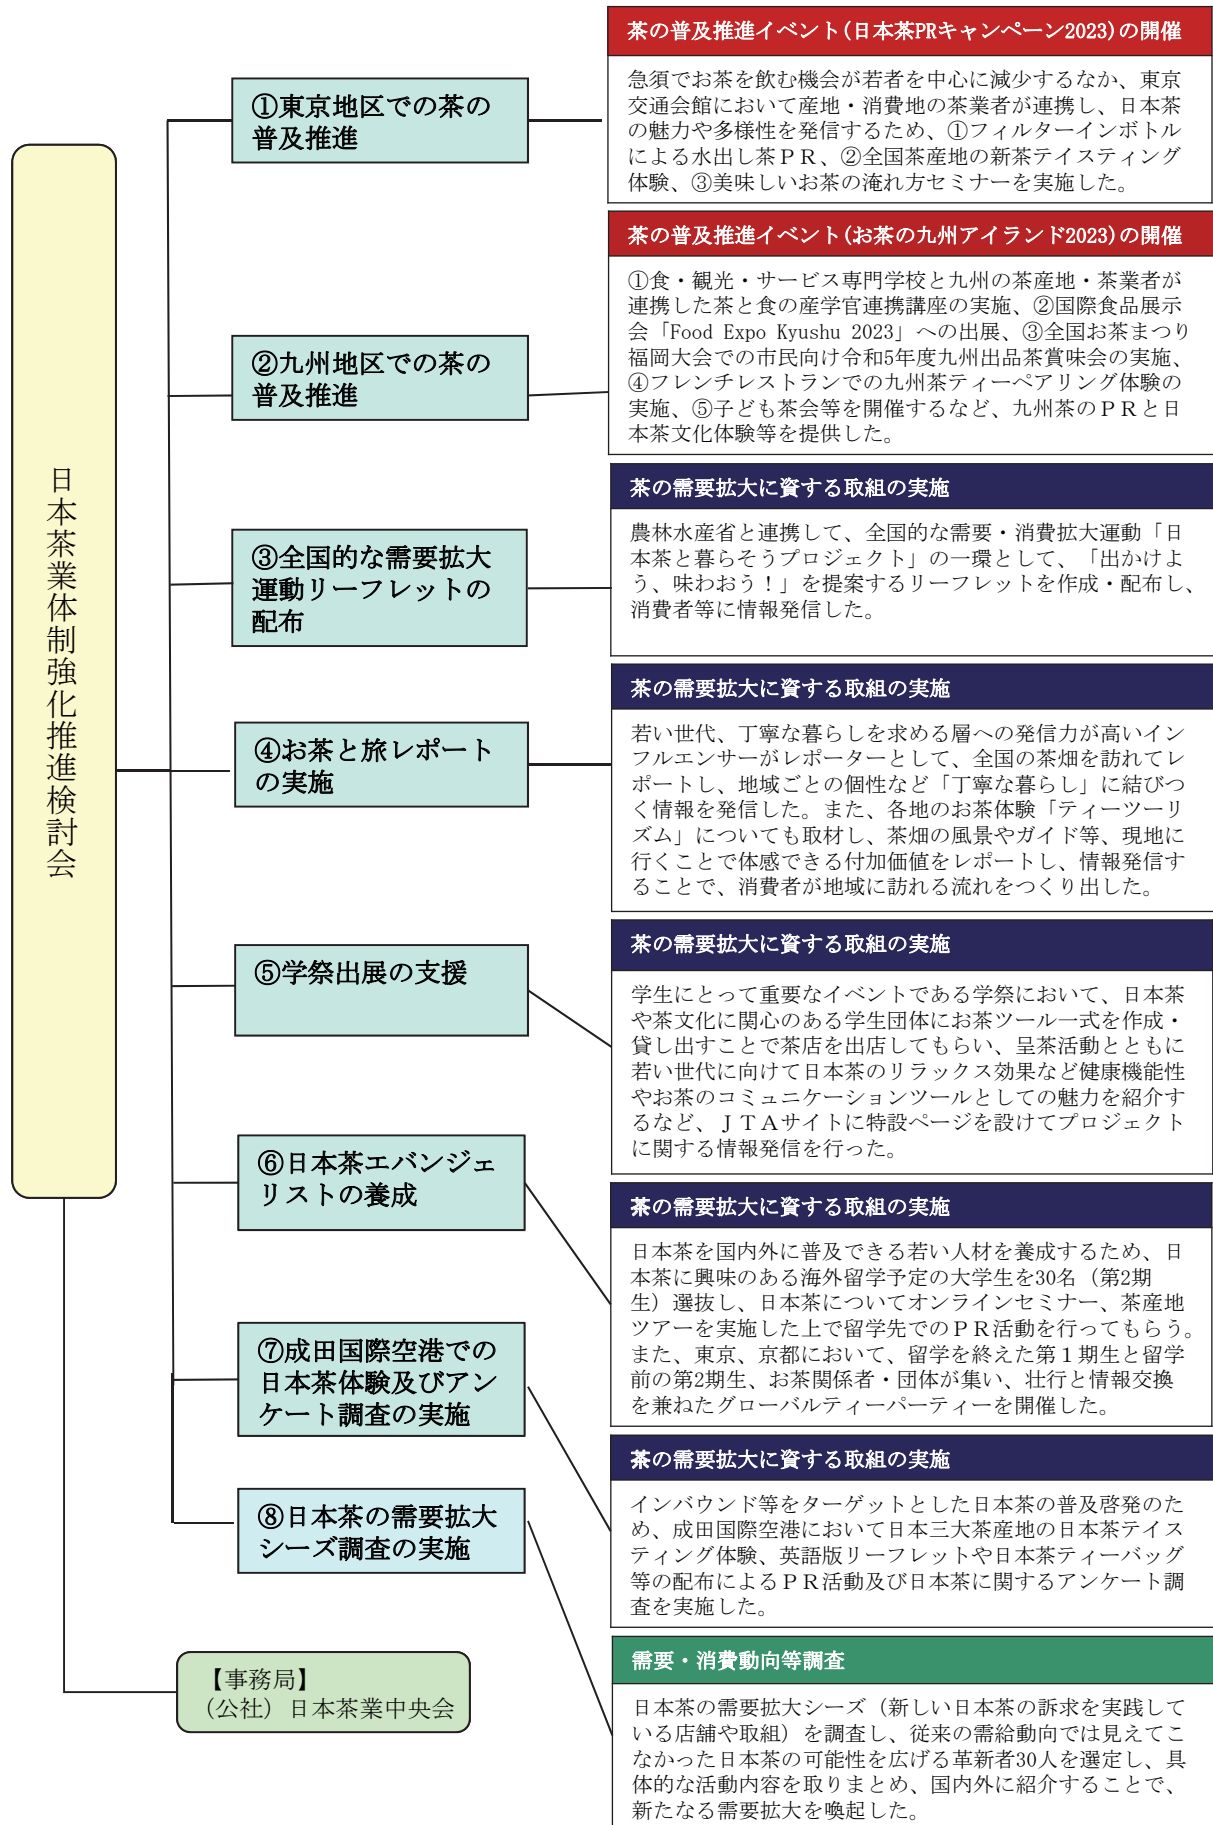 日本茶業体制強化推進検討会
①東京地区での茶の
普及推進
茶の普及推進イベント(日本茶PRキャンペーン2023)の開催
急須でお茶を飲む機会が若者を中心に減少するなか、東京
交通会館において産地・消費地の茶業者が連携し、日本茶
の魅力や多様性を発信するため、①フィルターインボトル
による水出し茶ＰＲ、②全国茶産地の新茶テイスティング
体験、③美味しいお茶の淹れ方セミナーを実施した。
②九州地区での茶の
普及推進
茶の普及推進イベント(お茶の九州アイランド2023)の開催
①食・観光・サービス専門学校と九州の茶産地・茶業者が
連携した茶と食の産学官連携講座の実施、②国際食品展示
会「Food Expo Kyushu 2023」への出展、③全国お茶まつり
福岡大会での市民向け令和5年度九州出品茶賞味会の実施、
④フレンチレストランでの九州茶ティーペアリング体験の
実施、⑤子ども茶会等を開催するなど、九州茶のＰＲと日
本茶文化体験等を提供した。
③全国的な需要拡大
運動リーフレットの
配布
茶の需要拡大に資する取組の実施
農林水産省と連携して、全国的な需要・消費拡大運動「日
本茶と暮らそうプロジェクト」の一環として、「出かけよ
う、味わおう！」を提案するリーフレットを作成・配布し、
消費者等に情報発信した。
④お茶と旅レポート
の実施
茶の需要拡大に資する取組の実施
若い世代、丁寧な暮らしを求める層への発信力が高いイン
フルエンサーがレポーターとして、全国の茶畑を訪れてレ
ポートし、地域ごとの個性など「丁寧な暮らし」に結びつ
く情報を発信した。また、各地のお茶体験「ティーツーリ
ズム」についても取材し、茶畑の風景やガイド等、現地に
行くことで体感できる付加価値をレポートし、情報発信す
ることで、消費者が地域に訪れる流れをつくり出した。
⑤学祭出展の支援
茶の需要拡大に資する取組の実施
学生にとって重要なイベントである学祭において、日本茶
や茶文化に関心のある学生団体にお茶ツール一式を作成・
貸し出すことで茶店を出店してもらい、呈茶活動とともに
若い世代に向けて日本茶のリラックス効果など健康機能性
やお茶のコミュニケーションツールとしての魅力を紹介す
るなど、ＪＴＡサイトに特設ページを設けてプロジェクト
に関する情報発信を行った。
⑥日本茶エバンジェ
リストの養成
茶の需要拡大に資する取組の実施
日本茶を国内外に普及できる若い人材を養成するため、日
本茶に興味のある海外留学予定の大学生を30名（第2期
生）選抜し、日本茶についてオンラインセミナー、茶産地
ツアーを実施した上で留学先でのＰＲ活動を行ってもらう。
また、東京、京都において、留学を終えた第１期生と留学
前の第2期生、お茶関係者・団体が集い、壮行と情報交換
を兼ねたグローバルティーパーティーを開催した。
⑦成田国際空港での
日本茶体験及びアン
ケート調査の実施
茶の需要拡大に資する取組の実施
インバウンド等をターゲットとした日本茶の普及啓発のた
め、成田国際空港において日本三大茶産地の日本茶テイス
ティング体験、英語版リーフレットや日本茶ティーバッグ
等の配布によるＰＲ活動及び日本茶に関するアンケート調
査を実施した。
⑧日本茶の需要拡大
シーズ調査の実施
需要・消費動向等調査
日本茶の需要拡大シーズ（新しい日本茶の訴求を実践して
いる店舗や取組）を調査し、従来の需給動向では見えてこ
なかった日本茶の可能性を広げる革新者30人を選定し、具
体的な活動内容を取りまとめ、国内外に紹介することで、
新たなる需要拡大を喚起した。
【事務局】
（公社）日本茶業中央会